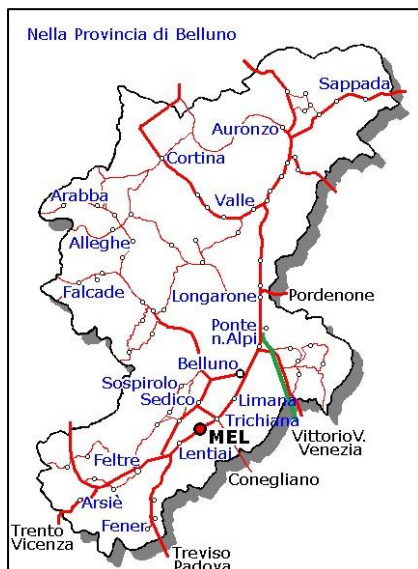 Nella Provincia di Belluno
Sappada
Auronzo
Cortina
Arabba
Valle
Alleghe
Falcade
Longarone
Pordenone
Ponte
n.Alpi
Belluno
Sospirolo
Sedico
Limana
Trichiana
MEL
VittorioV.
Venezia
Feltre
Lentiai
Conegliano
Arsiè
Trento
Vicenza
Fener
Treviso
Padova